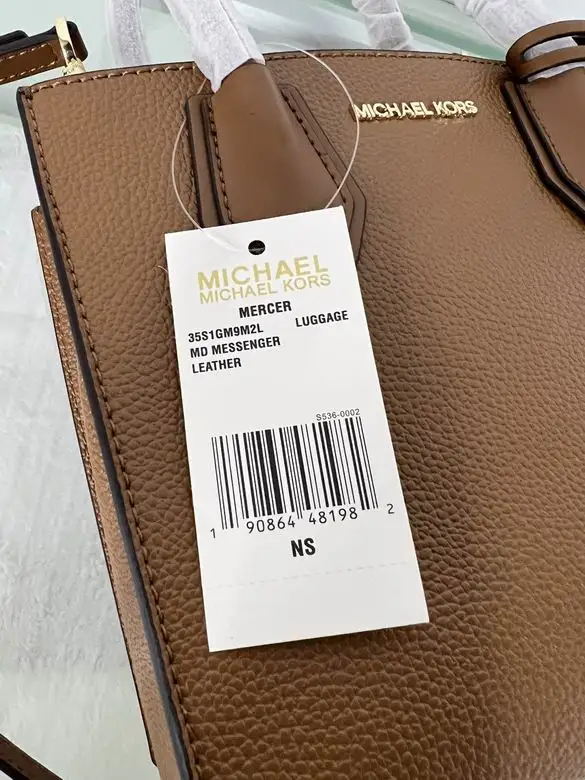 MICHAEL KORS
MICHAEL
MICHAEL KORS
MERCER
35S1GM9M2L LUGGAGE
MD MESSENGER
LEATHER
S536-0002
1 90864 48198 2
NS